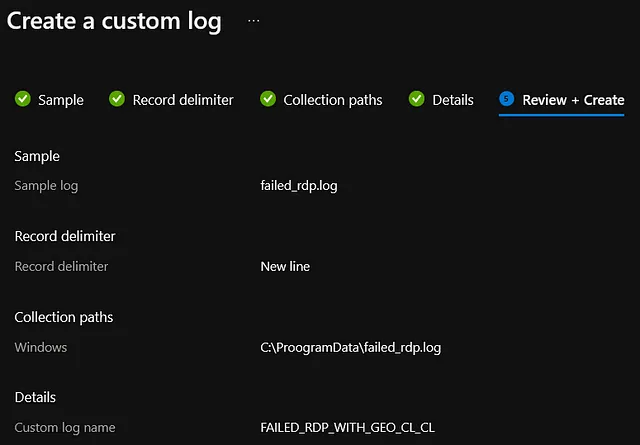 Create a custom log ...
Sample Record delimiter Collection paths Details 5 Review + Create
Sample
Sample log failed_rdp.log
Record delimiter
Record delimiter New line
Collection paths
Windows C:\ProogramData\failed_rdp.log
Details
Custom log name FAILED_RDP_WITH_GEO_CL_CL